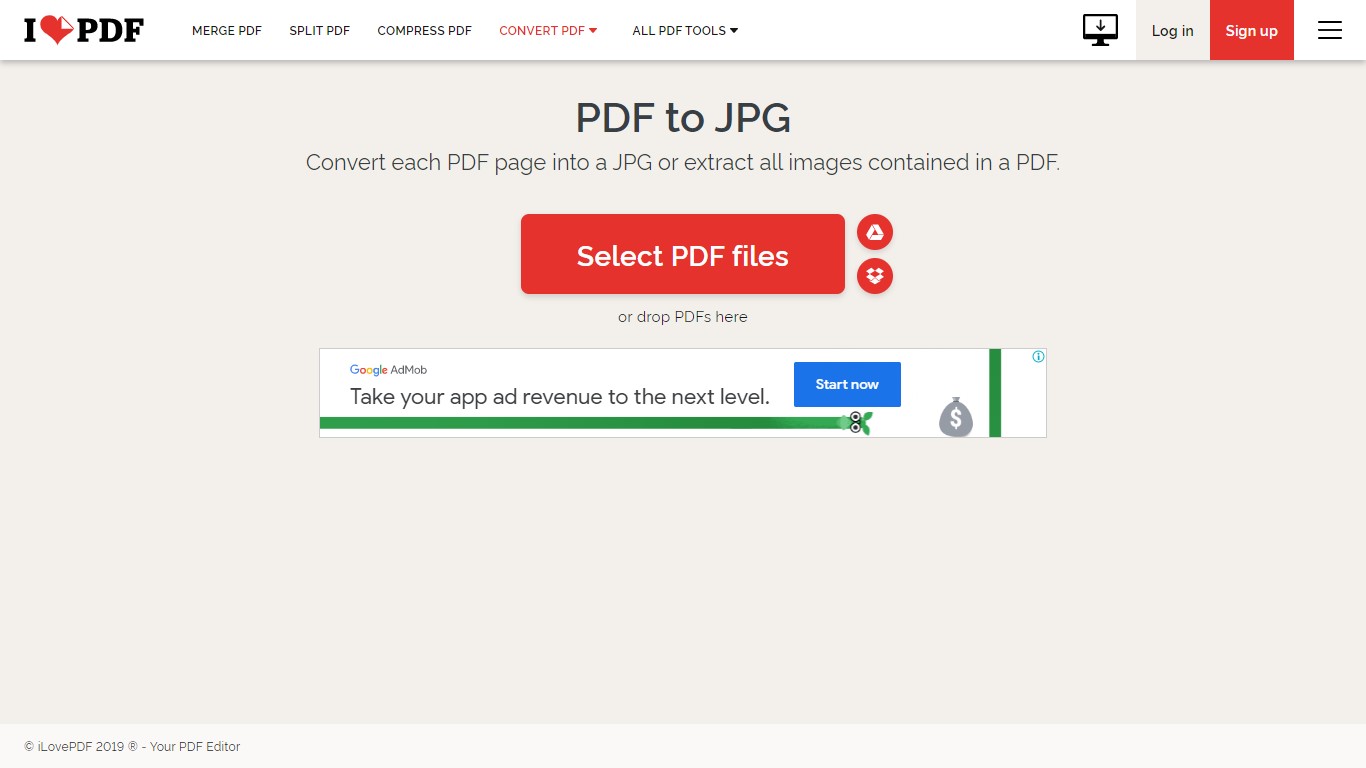 I PDF
MERGE PDF
SPLIT PDF
COMPRESS PDF
CONVERT PDF
ALL PDF TOOLS
Log in
Sign up
PDF to JPG
Convert each PDF page into a JPG or extract all images contained in a PDF.
Select PDF files
or drop PDFs here
Google AdMob
Take your app ad revenue to the next level.
Start now
$
© iLovePDF 2019 ® - Your PDF Editor